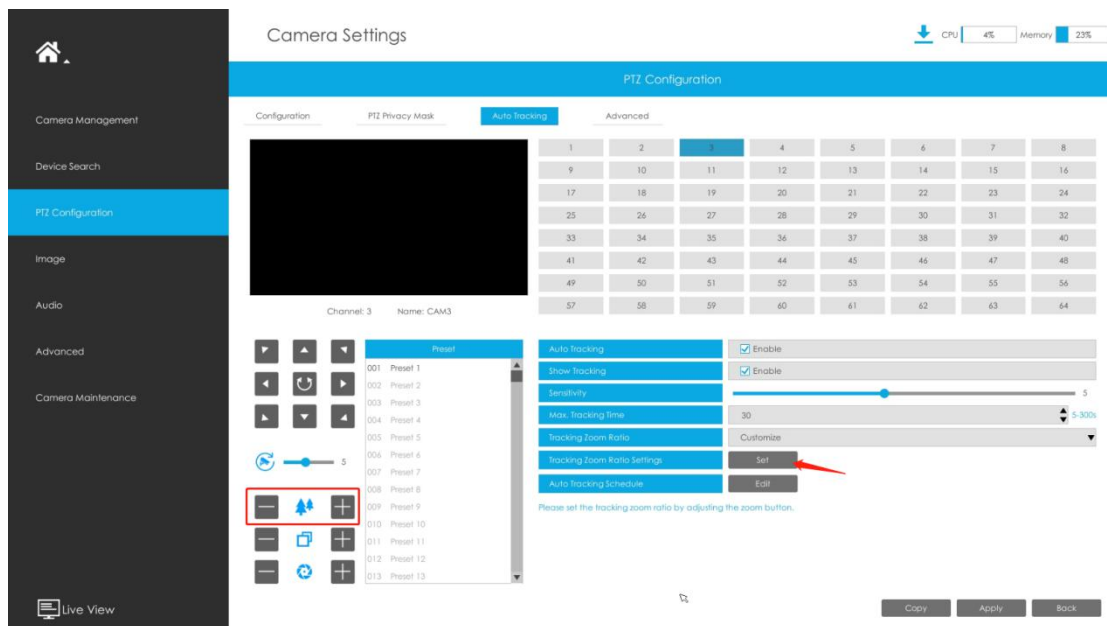 Camera Settings
CPU 4% Memory 23%
PTZ Configuration
Camera Management
Device Search
PTZ Configuration
Image
Audio
Advanced
Camera Maintenance
Live View
Configuration PTZ Privacy Mask Auto Tracking Advanced
1 2 3 4 5 6 7 8
9 10 11 12 13 14 15 16
17 18 19 20 21 22 23 24
25 26 27 28 29 30 31 32
33 34 35 36 37 38 39 40
41 42 43 44 45 46 47 48
49 50 51 52 53 54 55 56
57 58 59 60 61 62 63 64
Channel: 3 Name: CAM3
5
Preset
001 Preset 1
002 Preset 2
003 Preset 3
004 Preset 4
005 Preset 5
006 Preset 6
007 Preset 7
008 Preset 8
009 Preset 9
010 Preset 10
011 Preset 11
012 Preset 12
013 Preset 13
Auto Tracking Enable
Show Tracking Enable
Sensitivity 5
Max. Tracking Time 30 5-300s
Tracking Zoom Ratio Customize
Tracking Zoom Ratio Settings Set
Auto Tracking Schedule Edit
Please set the tracking zoom ratio by adjusting the zoom button.
Copy Apply Back